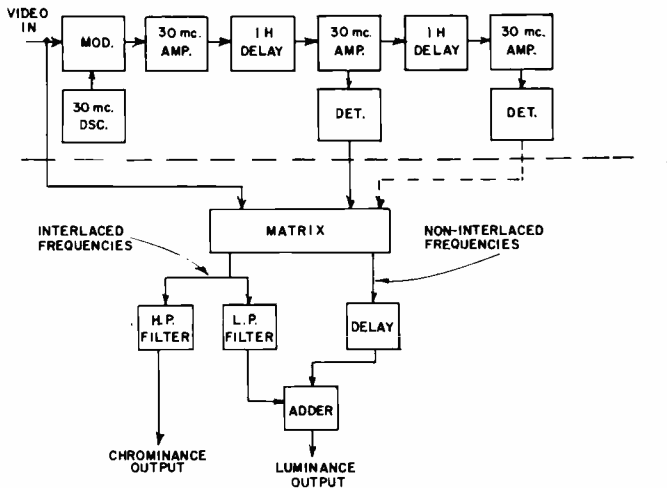 VIDEO
IN
MOD.
30 mc.
AMP.
1 H
DELAY
30 mc.
AMP.
1 H
DELAY
30 mc.
AMP.
30 mc.
DSC.
DET.
DET.
MATRIX
INTERLACED
FREQUENCIES
NON-INTERLACED
FREQUENCIES
H.P.
FILTER
L.P.
FILTER
DELAY
ADDER
CHROMINANCE
OUTPUT
LUMINANCE
OUTPUT